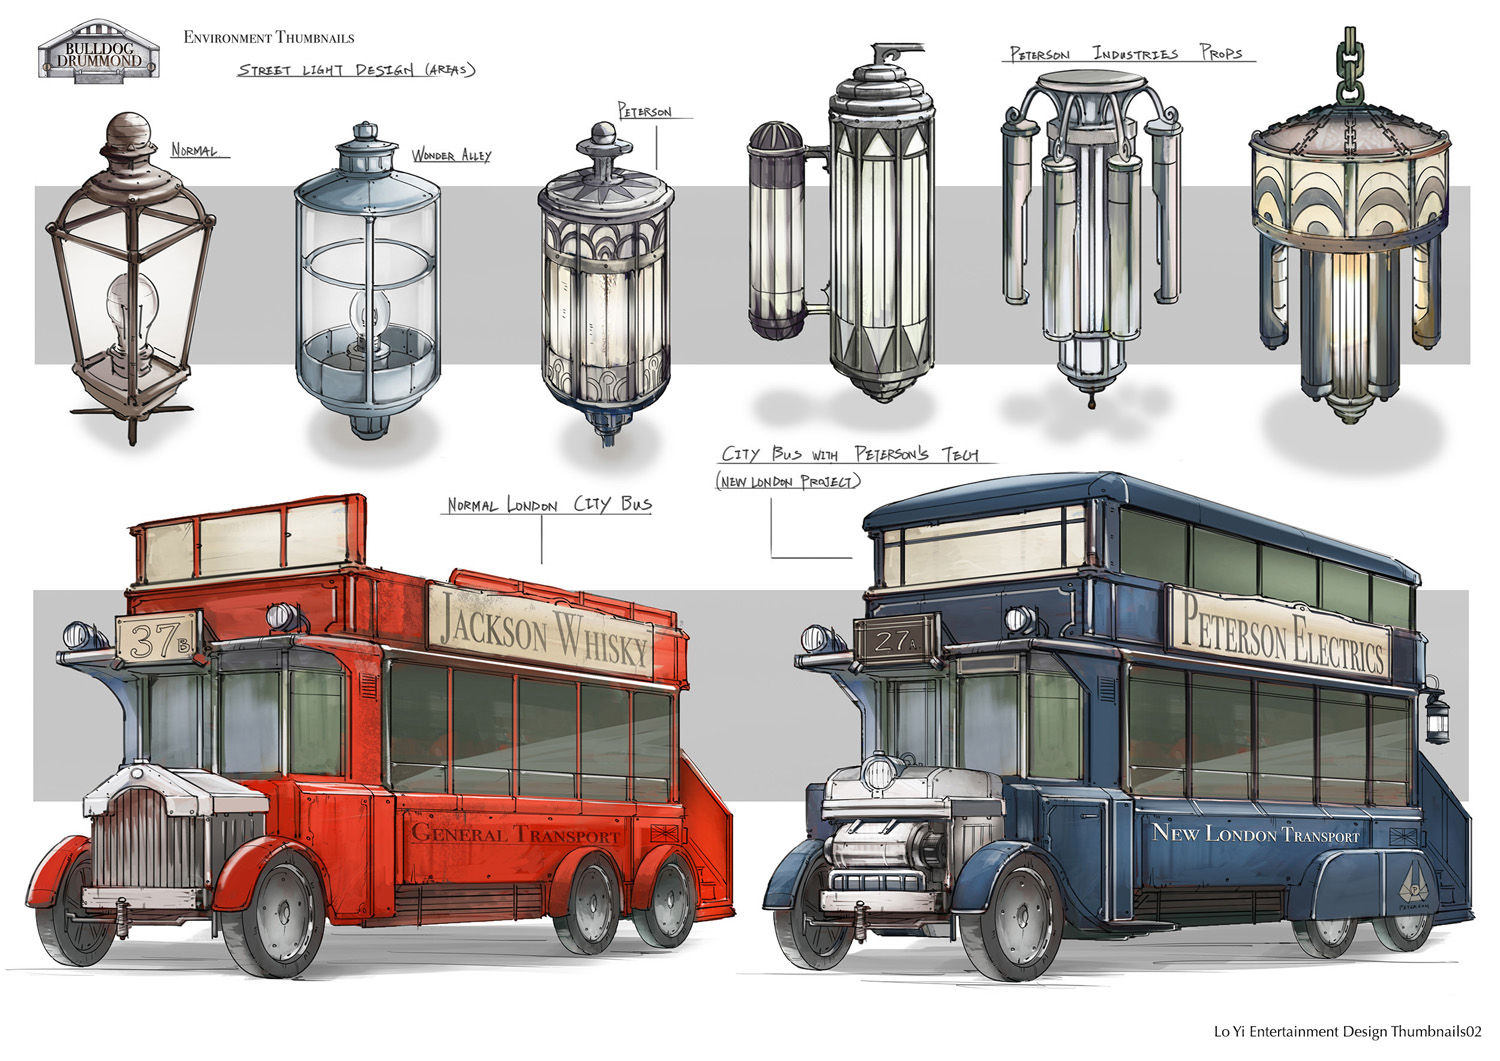 BULLDOG
DRUMMOND
ENVIRONMENT THUMBNAILS
STREET LIGHT DESIGN (AREAS)
NORMAL
WONDER ALLEY
PETERSON
PETERSON INDUSTRIES PROPS
CITY BUS WITH PETERSON'S TECH
(NEW LONDON PROJECT)
NORMAL LONDON CITY BUS
37B
JACKSON WHISKY
GENERAL TRANSPORT
27A
PETERSON ELECTRICS
NEW LONDON TRANSPORT
P
PETERSON
Lo Yi Entertainment Design Thumbnails02